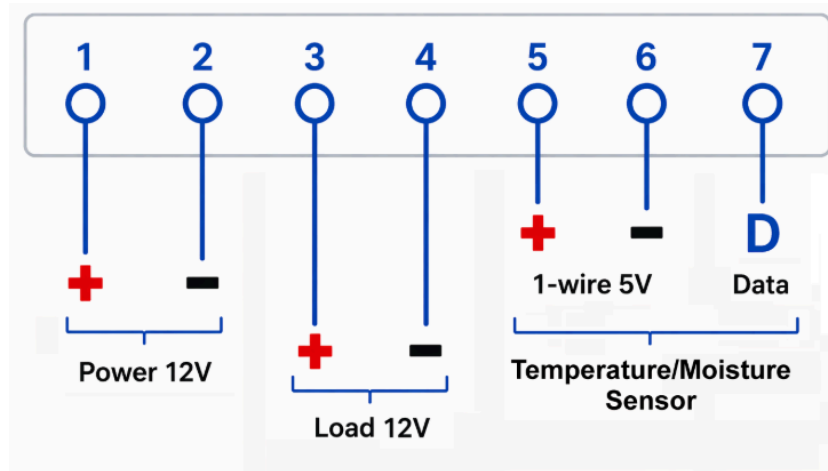 1 2 3 4 5 6 7
+ - D
1-wire 5V Data
+ -
Power 12V
+ -
Temperature/Moisture
Sensor
Load 12V